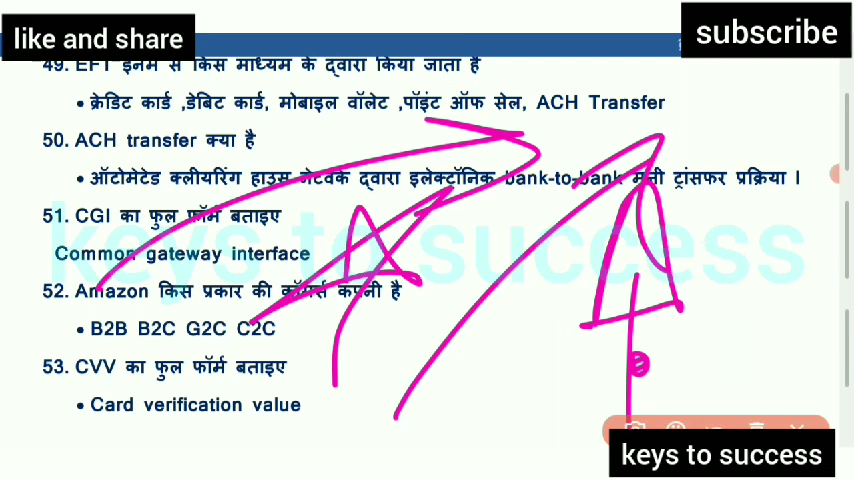 like and share
subscribe
49. EFT इनमें से किस माध्यम के द्वारा किया जाता है
• क्रेडिट कार्ड ,डेबिट कार्ड, मोबाइल वॉलेट ,पॉइंट ऑफ सेल, ACH Transfer
50. ACH transfer क्या है
• ऑटोमेटेड क्लीयरिंग हाउस नेटवर्क द्वारा इलेक्ट्रॉनिक bank-to-bank मनी ट्रांसफर प्रक्रिया ।
51. CGI का फुल फॉर्म बताइए
keys to success
Common gateway interface
52. Amazon किस प्रकार की कॉमर्स कंपनी है
• B2B B2C G2C C2C
53. CVV का फुल फॉर्म बताइए
• Card verification value
keys to success